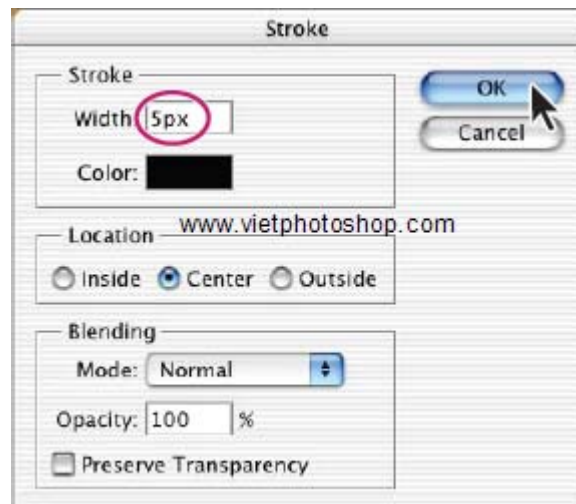 Stroke
Stroke
Width 5px
OK
Cancel
Color:
www.vietphotoshop.com
Location
Inside Center Outside
Blending
Mode: Normal
Opacity: 100 %
Preserve Transparency